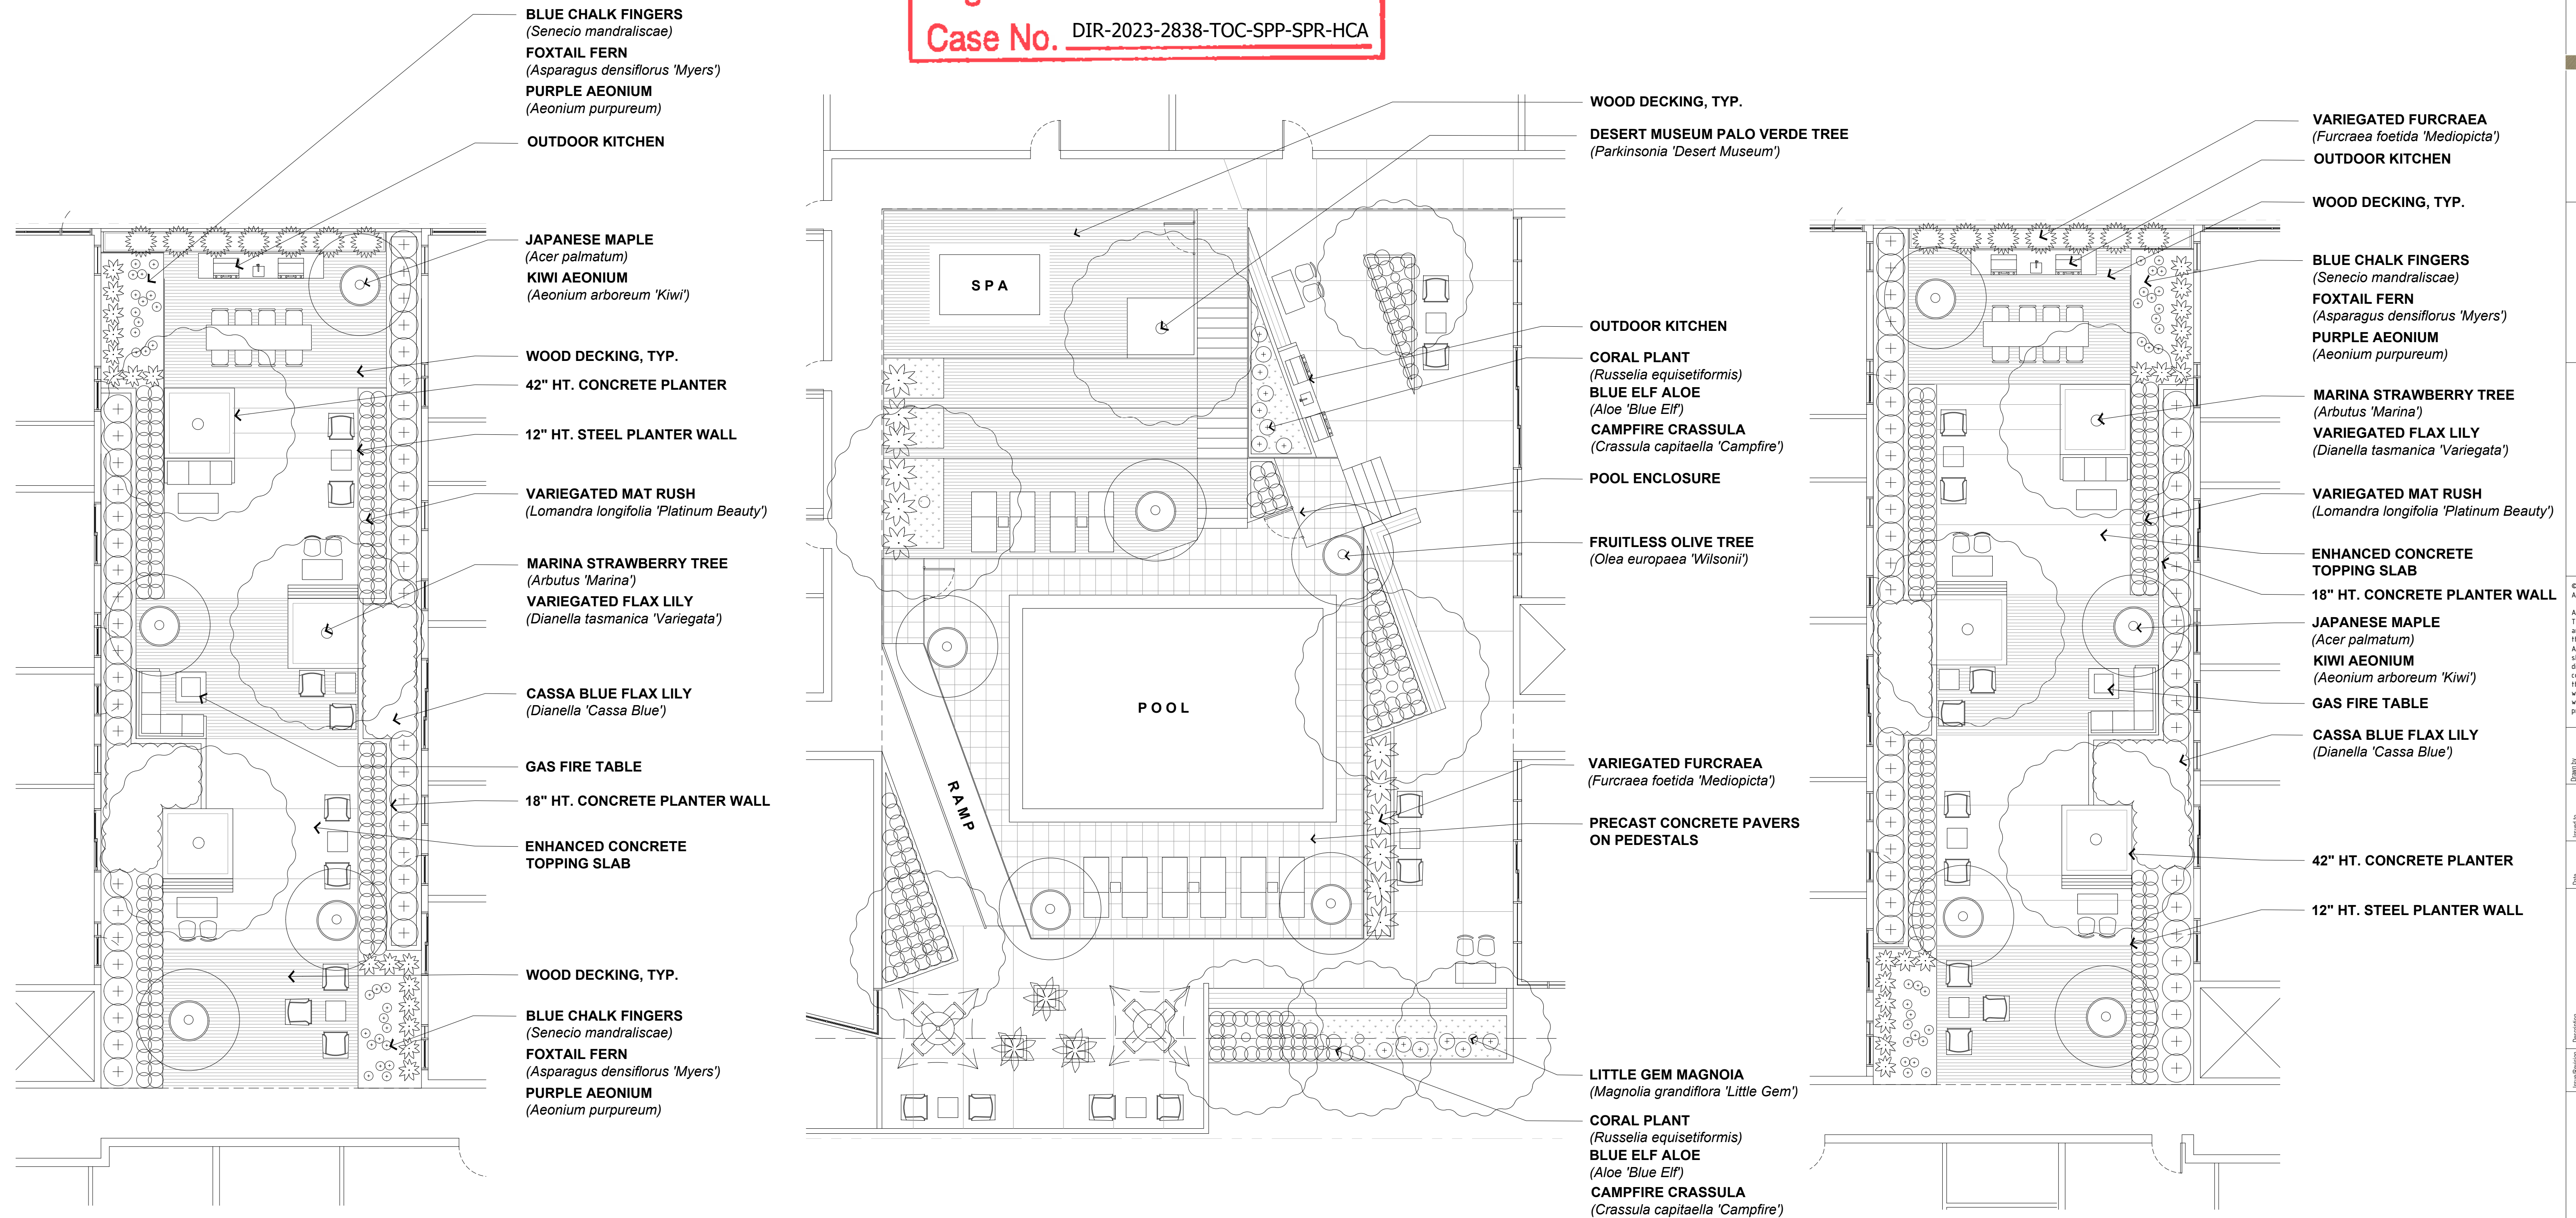 Case No. DIR-2023-2838-TOC-SPP-SPR-HCA
BLUE CHALK FINGERS
(Senecio mandraliscae)
FOXTAIL FERN
(Asparagus densiflorus 'Myers')
PURPLE AEONIUM
(Aeonium purpureum)
OUTDOOR KITCHEN
JAPANESE MAPLE
(Acer palmatum)
KIWI AEONIUM
(Aeonium arboreum 'Kiwi')
WOOD DECKING, TYP.
42" HT. CONCRETE PLANTER
12" HT. STEEL PLANTER WALL
VARIEGATED MAT RUSH
(Lomandra longifolia 'Platinum Beauty')
MARINA STRAWBERRY TREE
(Arbutus 'Marina')
VARIEGATED FLAX LILY
(Dianella tasmanica 'Variegata')
CASSA BLUE FLAX LILY
(Dianella 'Cassa Blue')
GAS FIRE TABLE
18" HT. CONCRETE PLANTER WALL
ENHANCED CONCRETE
TOPPING SLAB
WOOD DECKING, TYP.
BLUE CHALK FINGERS
(Senecio mandraliscae)
FOXTAIL FERN
(Asparagus densiflorus 'Myers')
PURPLE AEONIUM
(Aeonium purpureum)
SPA
POOL
RAMP
WOOD DECKING, TYP.
DESERT MUSEUM PALO VERDE TREE
(Parkinsonia 'Desert Museum')
OUTDOOR KITCHEN
CORAL PLANT
(Russelia equisetiformis)
BLUE ELF ALOE
(Aloe 'Blue Elf')
CAMPFIRE CRASSULA
(Crassula capitaella 'Campfire')
POOL ENCLOSURE
FRUITLESS OLIVE TREE
(Olea europaea 'Wilsonii')
VARIEGATED FURCRAEA
(Furcraea foetida 'Mediopicta')
PRECAST CONCRETE PAVERS
ON PEDESTALS
LITTLE GEM MAGNOIA
(Magnolia grandiflora 'Little Gem')
CORAL PLANT
(Russelia equisetiformis)
BLUE ELF ALOE
(Aloe 'Blue Elf')
CAMPFIRE CRASSULA
(Crassula capitaella 'Campfire')
VARIEGATED FURCRAEA
(Furcraea foetida 'Mediopicta')
OUTDOOR KITCHEN
WOOD DECKING, TYP.
BLUE CHALK FINGERS
(Senecio mandraliscae)
FOXTAIL FERN
(Asparagus densiflorus 'Myers')
PURPLE AEONIUM
(Aeonium purpureum)
MARINA STRAWBERRY TREE
(Arbutus 'Marina')
VARIEGATED FLAX LILY
(Dianella tasmanica 'Variegata')
VARIEGATED MAT RUSH
(Lomandra longifolia 'Platinum Beauty')
ENHANCED CONCRETE
TOPPING SLAB
18" HT. CONCRETE PLANTER WALL
JAPANESE MAPLE
(Acer palmatum)
KIWI AEONIUM
(Aeonium arboreum 'Kiwi')
GAS FIRE TABLE
CASSA BLUE FLAX LILY
(Dianella 'Cassa Blue')
42" HT. CONCRETE PLANTER
12" HT. STEEL PLANTER WALL